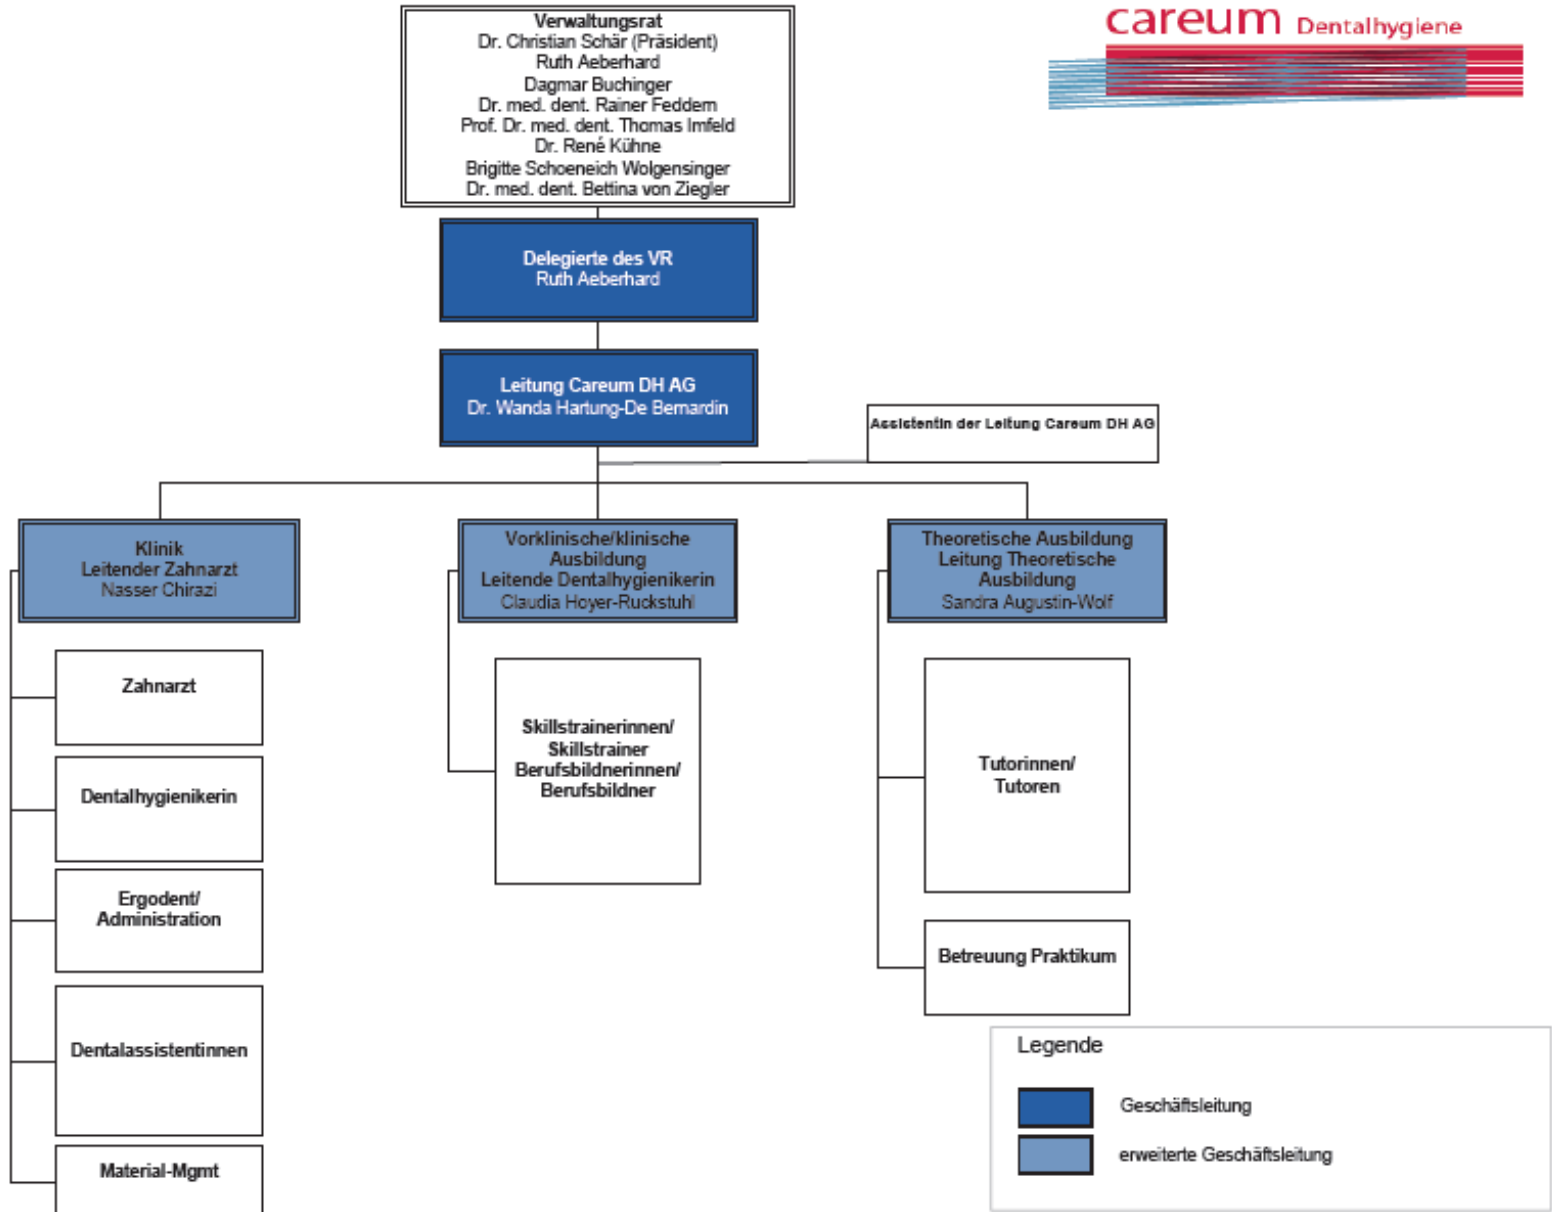 careum Dentalhygiene
Verwaltungsrat
Dr. Christian Schär (Präsident)
Ruth Aeberhard
Dagmar Buchinger
Dr. med. dent. Rainer Feddern
Prof. Dr. med. dent. Thomas Imfeld
Dr. René Kühne
Brigitte Schoeneich Wolgensinger
Dr. med. dent. Bettina von Ziegler
Delegierte des VR
Ruth Aeberhard
Leitung Careum DH AG
Dr. Wanda Hartung-De Bernardin
Assistentin der Leitung Careum DH AG
Klinik
Leitender Zahnarzt
Nasser Chirazi
Vorklinische/klinische
Ausbildung
Leitende Dentalhygienikerin
Claudia Hoyer-Ruckstuhl
Theoretische Ausbildung
Leitung Theoretische
Ausbildung
Sandra Augustin-Wolf
Zahnarzt
Dentalhygienikerin
Ergodent/
Administration
Dentalassistentinnen
Material-Mgmt
Skillstrainerinnen/
Skillstrainer
Berufsbildnerinnen/
Berufsbildner
Tutorinnen/
Tutoren
Betreuung Praktikum
Legende
Geschäftsleitung
erweiterte Geschäftsleitung